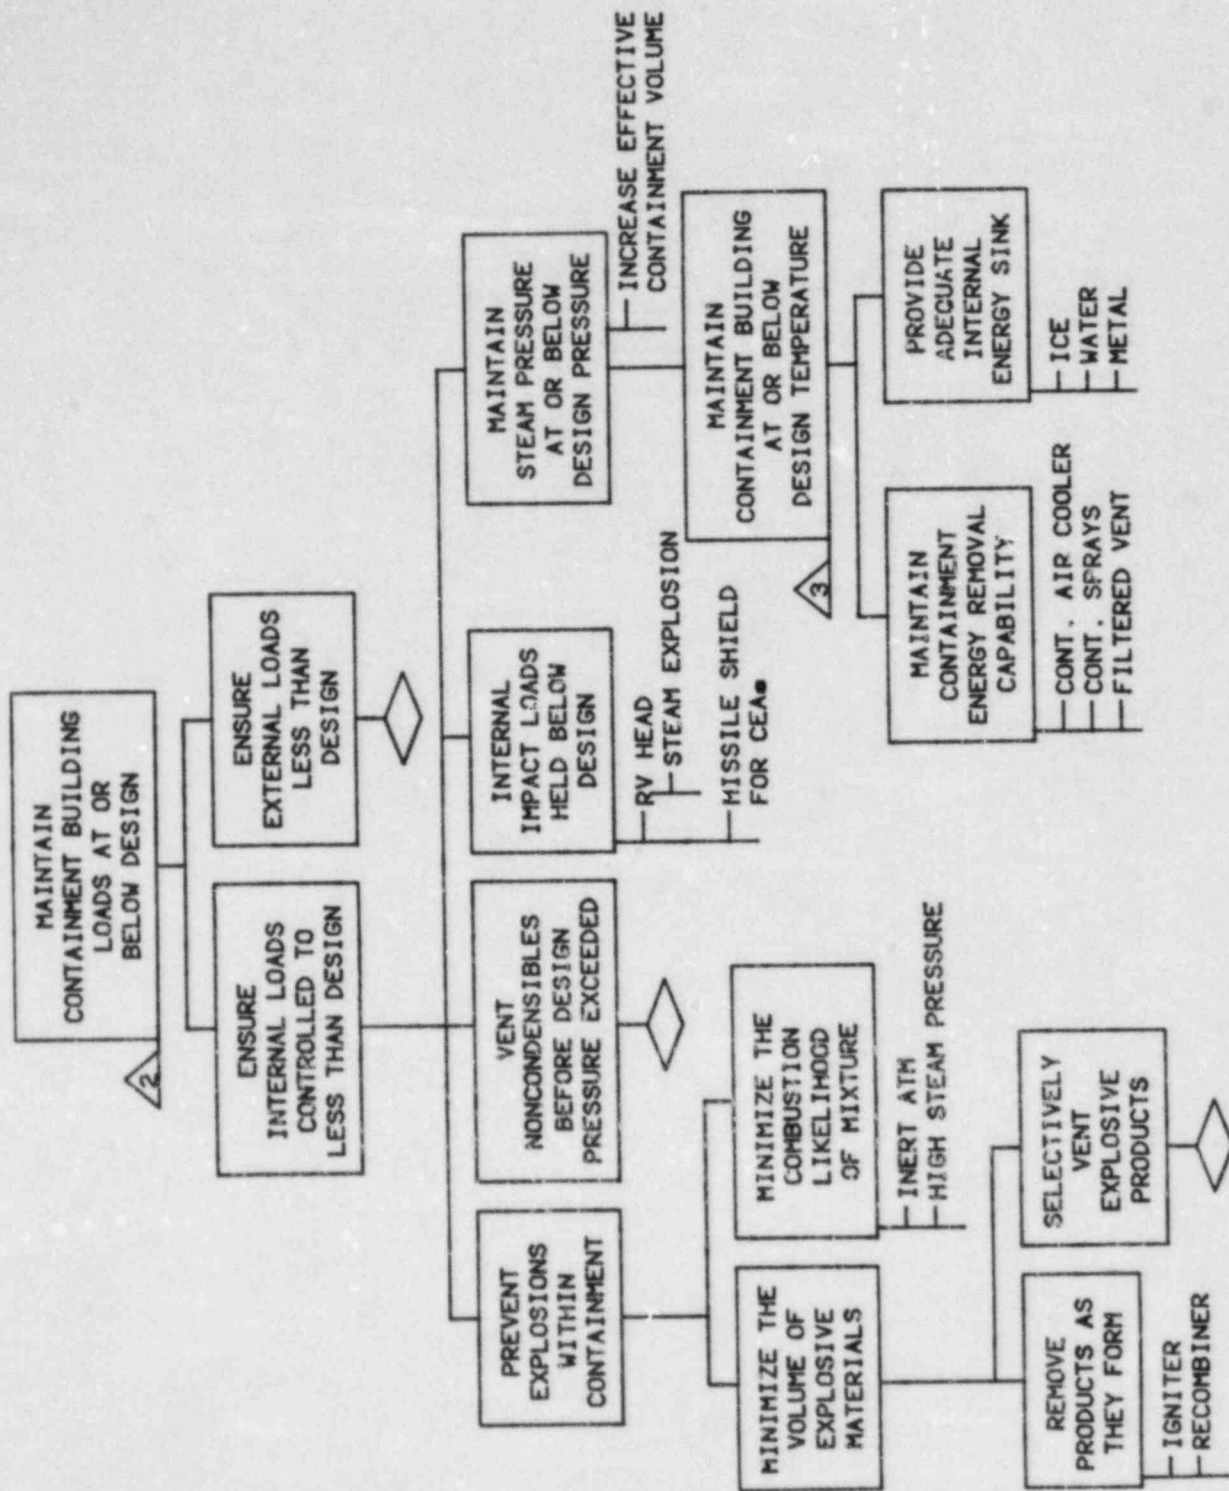 MAINTAIN
CONTAINMENT BUILDING
LOADS AT OR
BELOW DESIGN
2
ENSURE
INTERNAL LOADS
CONTROLLED TO
LESS THAN DESIGN
ENSURE
EXTERNAL LOADS
LESS THAN
DESIGN
PREVENT
EXPLOSIONS
WITHIN
CONTAINMENT
VENT
NONCONDENSIBLES
BEFORE DESIGN
PRESSURE EXCEEDED
INTERNAL
IMPACT LOADS
HELD BELOW
DESIGN
RV HEAD
STEAM EXPLOSION
MISSILE SHIELD
FOR CEAs
MAINTAIN
STEAM PRESSURE
AT OR BELOW
DESIGN PRESSURE
INCREASE EFFECTIVE
CONTAINMENT VOLUME
MINIMIZE THE
VOLUME OF
EXPLOSIVE
MATERIALS
MINIMIZE THE
COMBUSTION
LIKELIHOOD
OF MIXTURE
INERT ATM
HIGH STEAM PRESSURE
MAINTAIN
CONTAINMENT BUILDING
AT OR BELOW
DESIGN TEMPERATURE
3
REMOVE
PRODUCTS AS
THEY FORM
IGNITER
RECOMBINER
SELECTIVELY
VENT
EXPLOSIVE
PRODUCTS
MAINTAIN
CONTAINMENT
ENERGY REMOVAL
CAPABILITY
CONT. AIR COOLER
CONT. SPRAYS
FILTERED VENT
PROVIDE
ADEQUATE
INTERNAL
ENERGY SINK
ICE
WATER
METAL